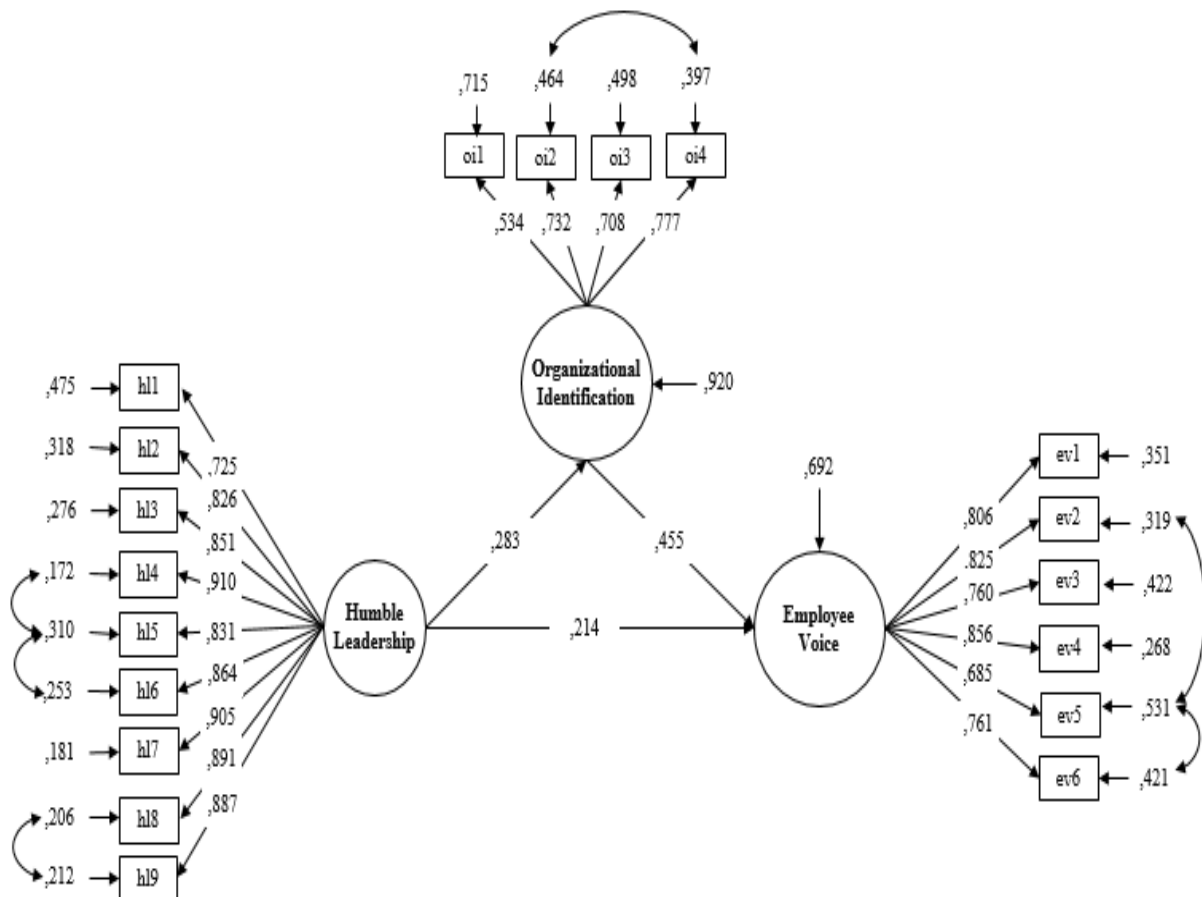 ,715
,464
,498
,397
oi1
oi2
oi3
oi4
,534
,732
,708
,777
Organizational
Identification
,920
,475
hl1
,318
hl2
,276
hl3
,172
hl4
,310
hl5
,253
hl6
,181
hl7
,206
hl8
,212
hl9
,725
,826
,851
,910
,831
,864
,905
,891
,887
Humble
Leadership
,283
,455
,214
,692
Employee
Voice
,806
.825
,760
,856
,685
,761
ev1
,351
ev2
,319
ev3
,422
ev4
,268
ev5
,531
ev6
,421